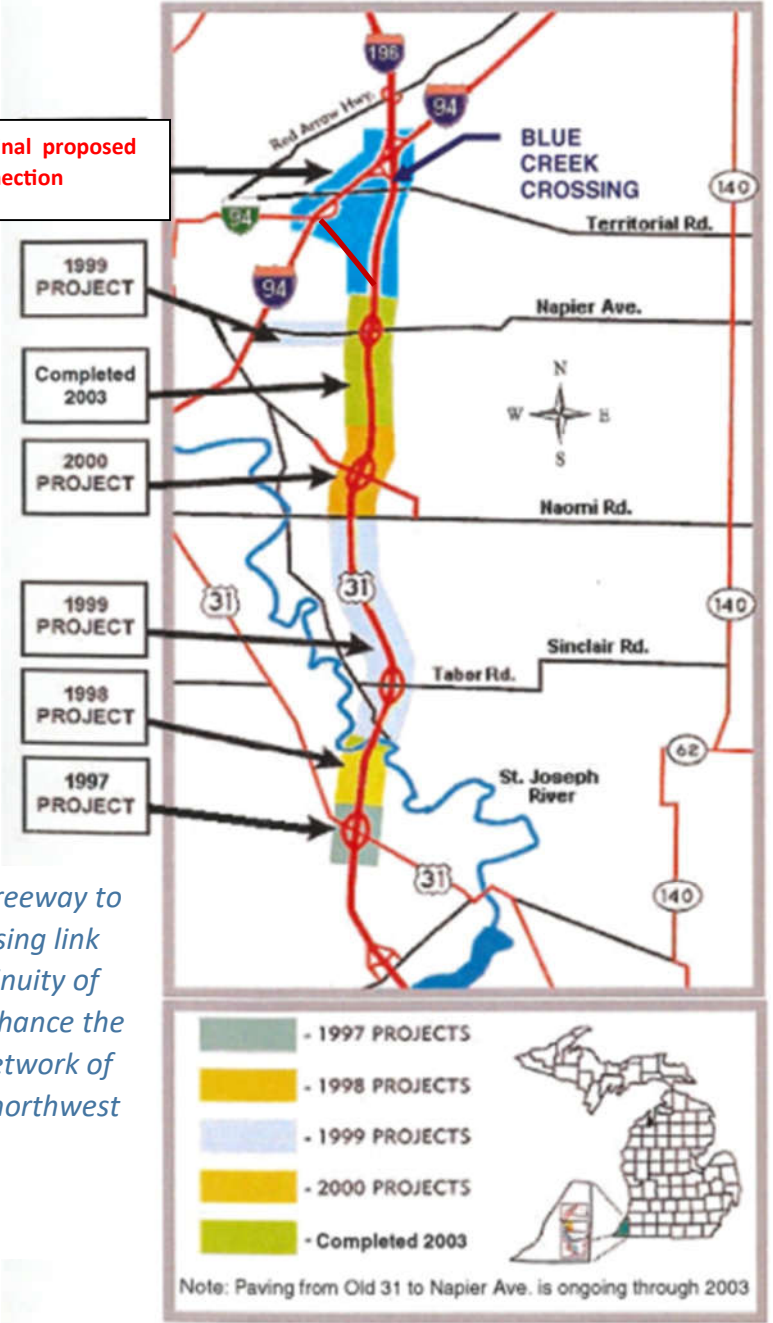 196
Red Arrow Hwy.
94
nal proposed
nection
BLUE
CREEK
CROSSING
140
94
Territorial Rd.
94
1999
PROJECT
Napier Ave.
Completed
2003
N
W E
S
2000
PROJECT
Naomi Rd.
31
31
140
1999
PROJECT
Sinclair Rd.
Tabor Rd.
1998
PROJECT
62
1997
PROJECT
St. Joseph
River
31
140
reeway to
sing link
inuity of
hance the
etwork of
northwest
- 1997 PROJECTS
- 1998 PROJECTS
- 1999 PROJECTS
- 2000 PROJECTS
- Completed 2003
Note: Paving from Old 31 to Napier Ave. is ongoing through 2003